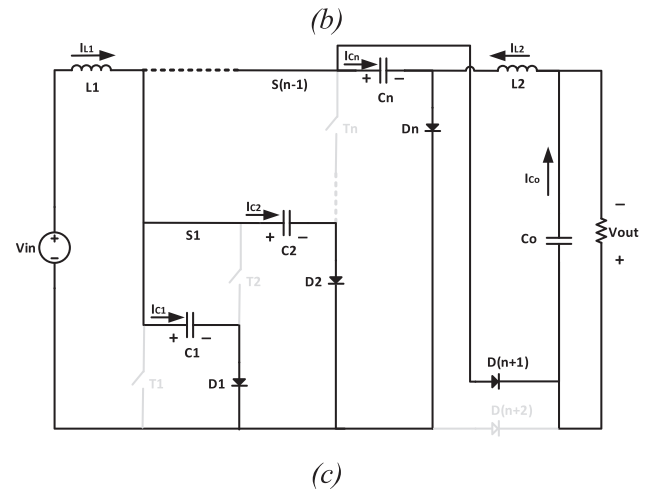 (b)
IL1
L1
S(n-1)
ICn
+ −
Cn
IL2
L2
Tn
Dn
ICo
IC2
S1
+ −
C2
Vin
+
−
T2
D2
Co
−
Vout
+
IC1
+ −
C1
T1
D1
D(n+1)
D(n+2)
(c)